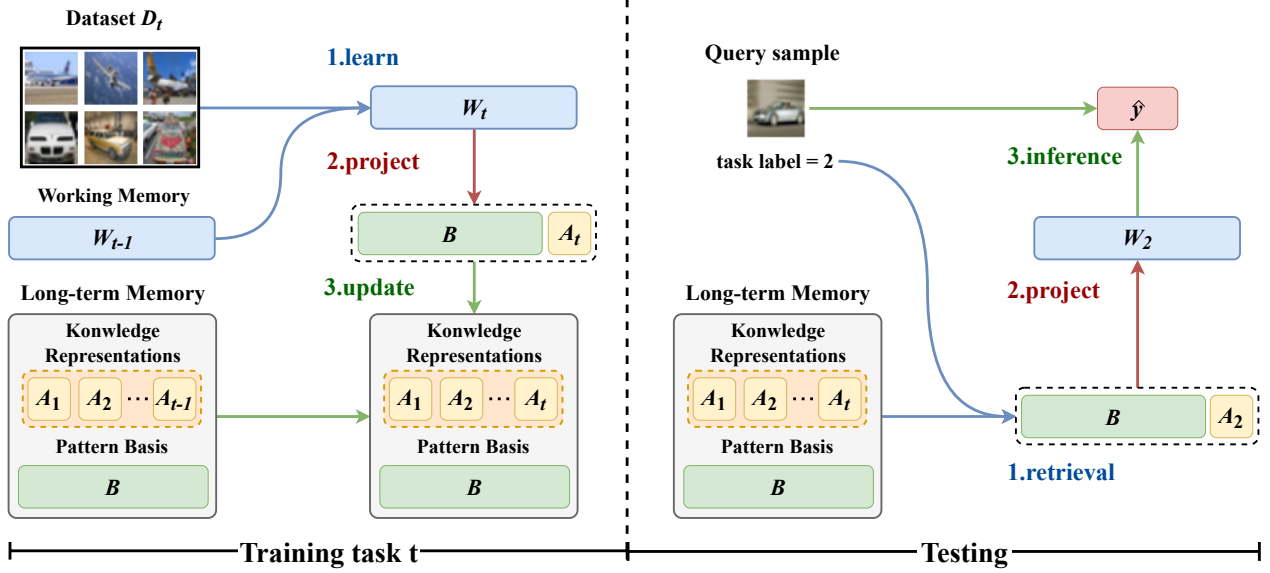 Dataset D_t
1.learn
W_t
2.project
Working Memory
W_{t-1}
B
A_t
3.update
Long-term Memory
Konwledge
Representations
A_1 A_2 ··· A_{t-1}
Pattern Basis
B
Konwledge
Representations
A_1 A_2 ··· A_t
Pattern Basis
B
Training task t
Query sample
ŷ
task label = 2
3.inference
W_2
2.project
Long-term Memory
Konwledge
Representations
A_1 A_2 ··· A_t
Pattern Basis
B
B
A_2
1.retrieval
Testing